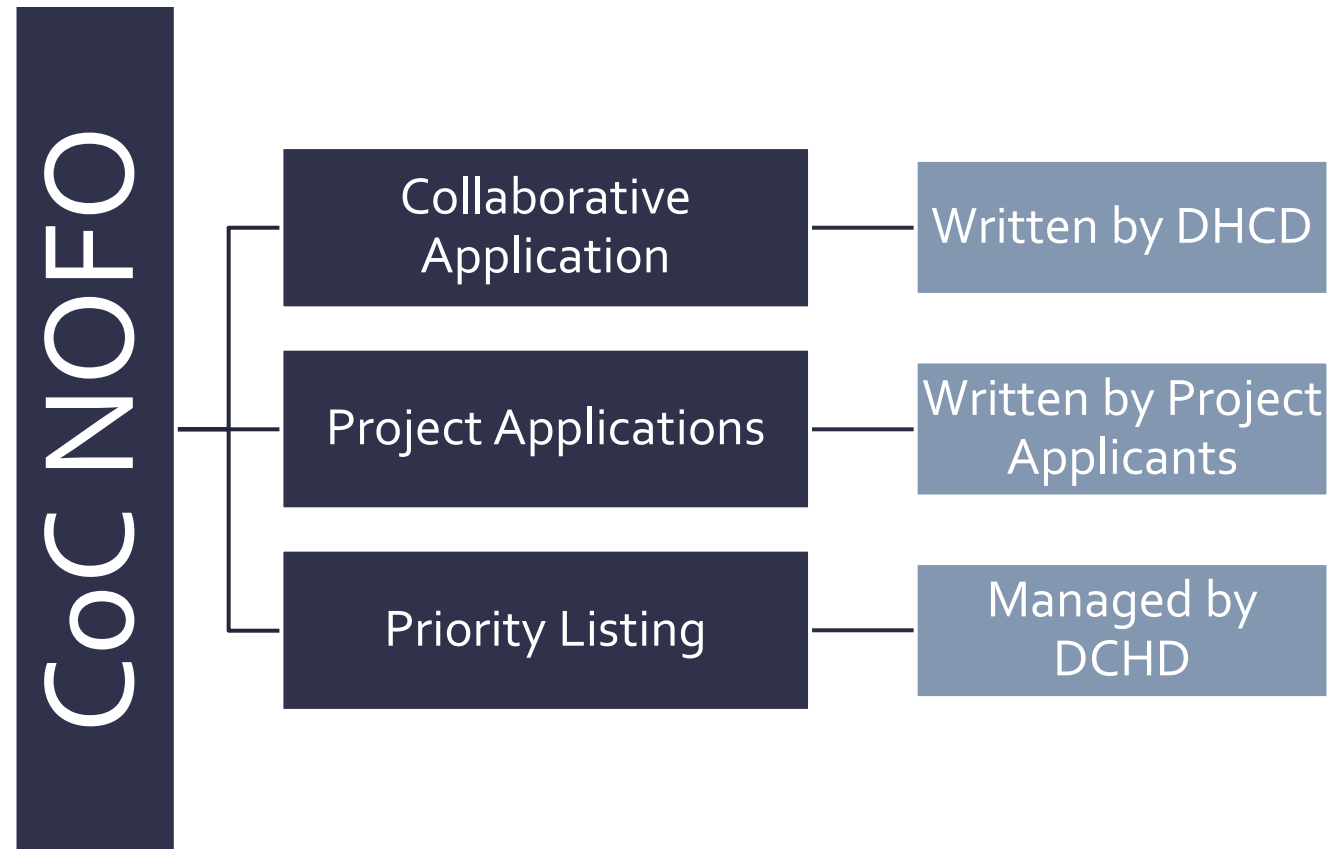 CoC NOFO
Collaborative
Application
Written by DHCD
Project Applications
Written by Project
Applicants
Priority Listing
Managed by
DCHD